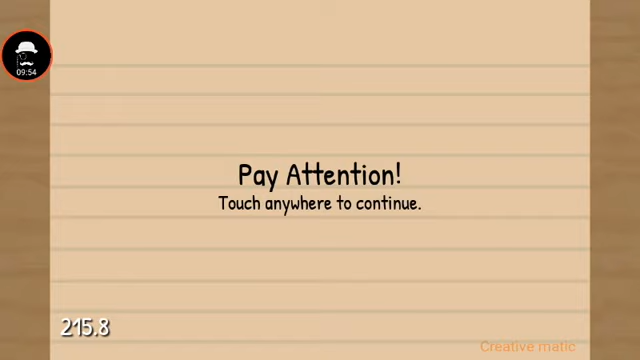 09:54
Pay Attention!
Touch anywhere to continue.
215.8
Creative matic